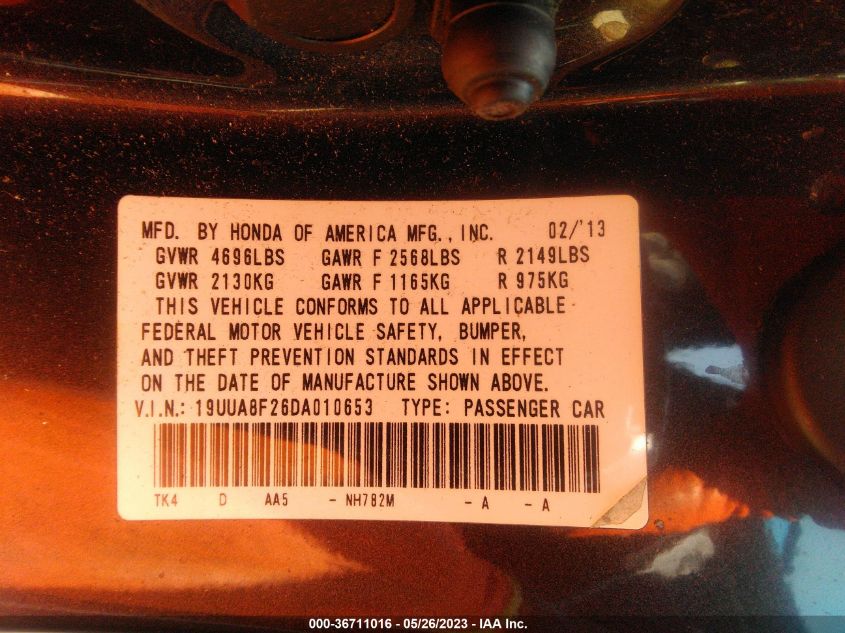 MFD. BY HONDA OF AMERICA MFG., INC. 02/'13
GVWR 4696LBS GAWR F 2568LBS R 2149LBS
GVWR 2130KG GAWR F 1165KG R 975KG
THIS VEHICLE CONFORMS TO ALL APPLICABLE
FEDERAL MOTOR VEHICLE SAFETY, BUMPER,
AND THEFT PREVENTION STANDARDS IN EFFECT
ON THE DATE OF MANUFACTURE SHOWN ABOVE.
V.I.N.: 19UUA8F26DA010653 TYPE: PASSENGER CAR
TK4 D AA5 - NH782M - A - A
000-36711016 - 05/26/2023 - IAA Inc.